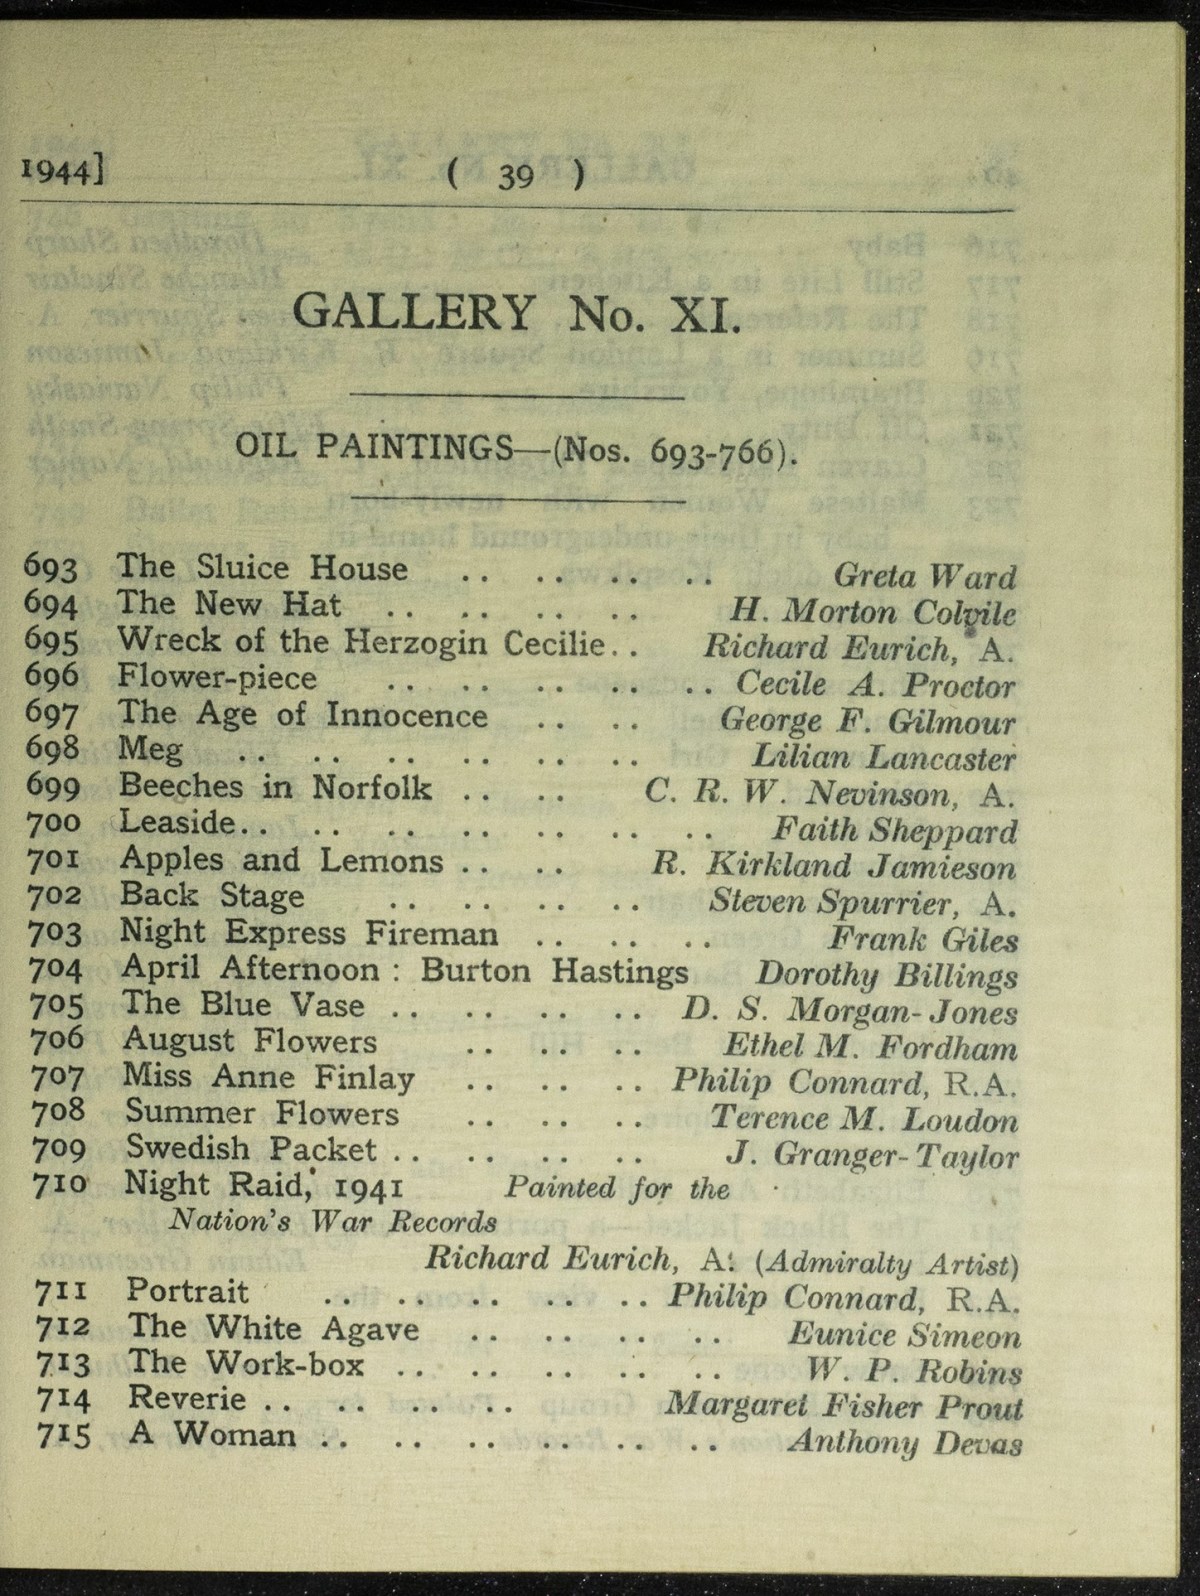 1944] ( 39 )
GALLERY No. XI.
OIL PAINTINGS—(Nos. 693-766).
693 The Sluice House .. .. .. .. Greta Ward
694 The New Hat .. .. .. .. H. Morton Colvile
695 Wreck of the Herzogin Cecilie.. Richard Eurich, A.
696 Flower-piece .. .. .. .. .. Cecile A. Proctor
697 The Age of Innocence .. .. George F. Gilmour
698 Meg .. .. .. .. .. .. Lilian Lancaster
699 Beeches in Norfolk .. .. C. R. W. Nevinson, A.
700 Leaside.. .. .. .. .. .. .. Faith Sheppard
701 Apples and Lemons .. .. R. Kirkland Jamieson
702 Back Stage .. .. .. .. Steven Spurrier, A.
703 Night Express Fireman .. .. .. Frank Giles
704 April Afternoon : Burton Hastings Dorothy Billings
705 The Blue Vase .. .. .. .. D. S. Morgan-Jones
706 August Flowers .. .. .. Ethel M. Fordham
707 Miss Anne Finlay .. .. .. Philip Connard, R.A.
708 Summer Flowers .. .. .. Terence M. Loudon
709 Swedish Packet .. .. .. .. J. Granger-Taylor
710 Night Raid, 1941 Painted for the
Nation's War Records
Richard Eurich, A. (Admiralty Artist)
711 Portrait .. .. .. .. .. Philip Connard, R.A.
712 The White Agave .. .. .. .. Eunice Simeon
713 The Work-box .. .. .. .. .. W. P. Robins
714 Reverie .. .. .. .. Margaret Fisher Prout
715 A Woman .. .. .. .. .. .. Anthony Devas